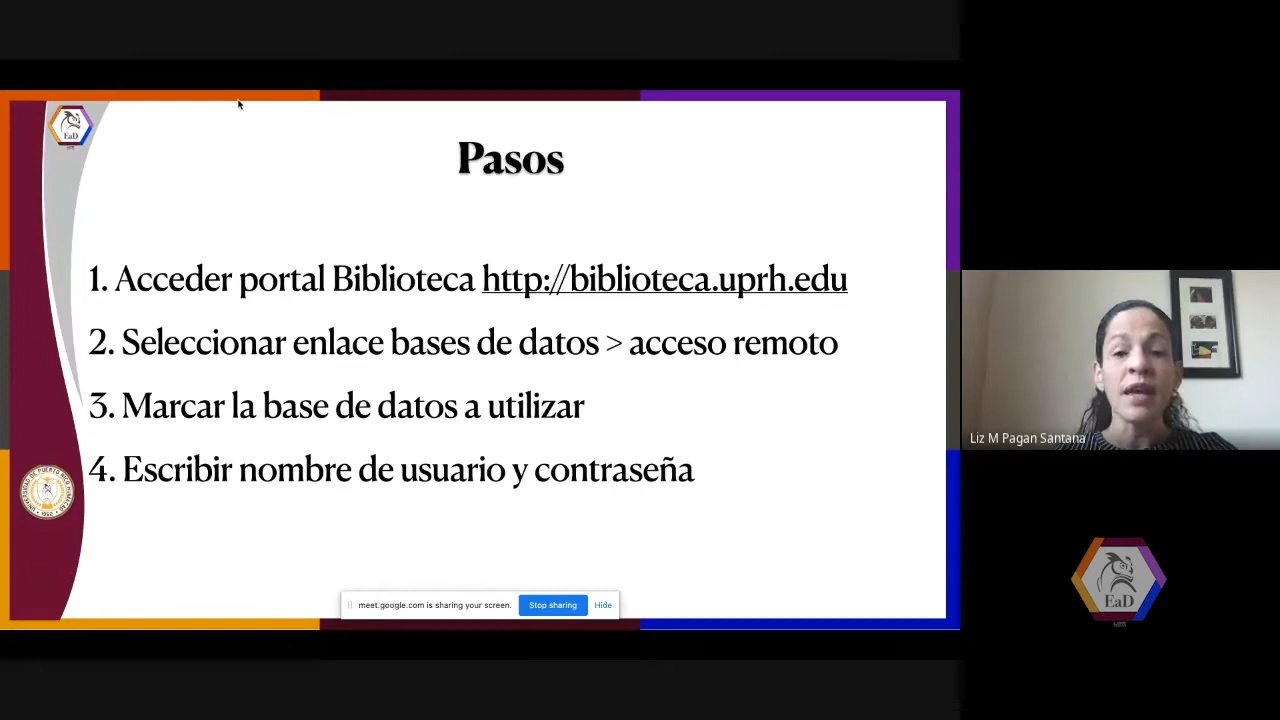 EaD
Pasos
1. Acceder portal Biblioteca http://biblioteca.uprh.edu
2. Seleccionar enlace bases de datos > acceso remoto
3. Marcar la base de datos a utilizar
4. Escribir nombre de usuario y contraseña
meet.google.com is sharing your screen. Stop sharing Hide
Liz M Pagan Santana
EaD